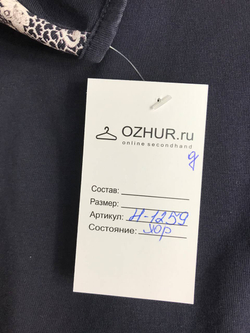 OZHUR.ru
online secondhand
g
Состав:
Размер:
Артикул: Н-1259
Состояние: хор